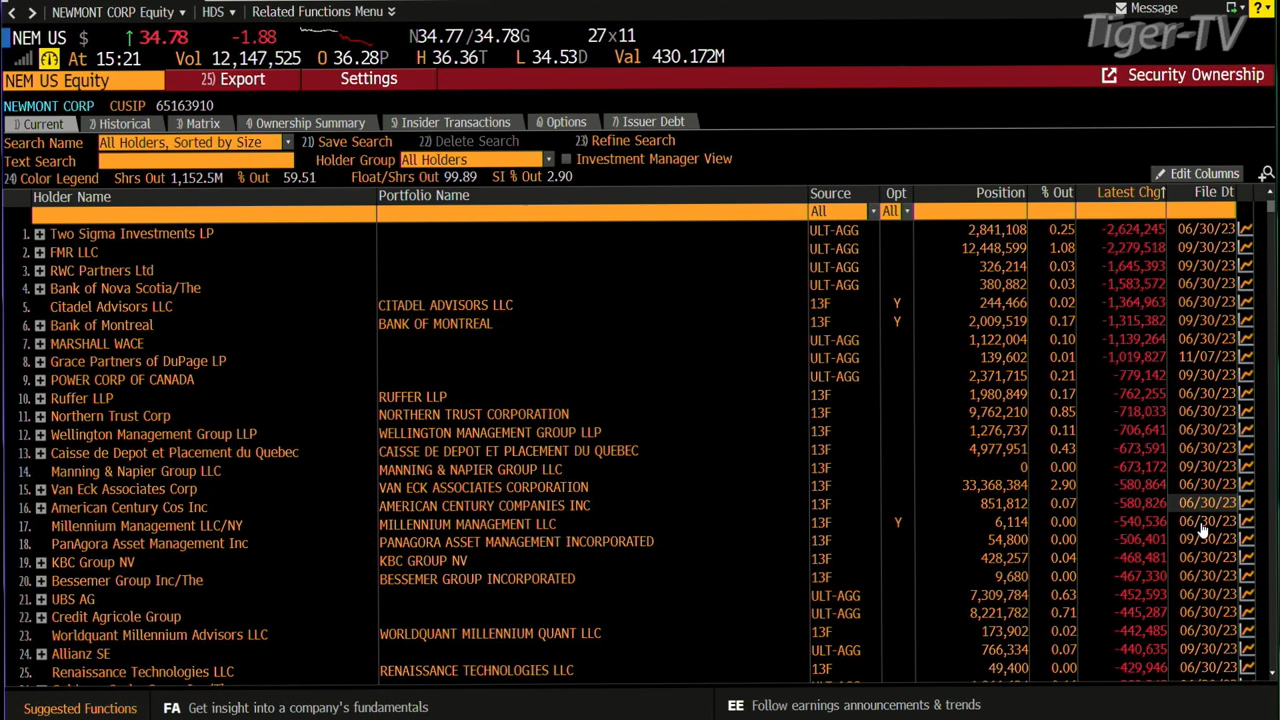 NEWMONT CORP Equity HDS Related Functions Menu Message
NEM US $ 34.78 -1.88 N34.77/34.78G 27x11 Tiger-TV
At 15:21 Vol 12,147,525 O 36.28P H 36.36T L 34.53D Val 430.172M
NEM US Equity 25) Export Settings Security Ownership
NEWMONT CORP CUSIP 65163910
1) Current 2) Historical 3) Matrix 4) Ownership Summary 5) Insider Transactions 6) Options 7) Issuer Debt
Search Name All Holders, Sorted by Size 21) Save Search 22) Delete Search 23) Refine Search
Text Search Holder Group All Holders Investment Manager View
24) Color Legend Shrs Out 1,152.5M % Out 59.51 Float/Shrs Out 99.89 SI % Out 2.90 Edit Columns
Holder Name Portfolio Name Source Opt Position % Out Latest Chg File Dt
All All
1. Two Sigma Investments LP ULT-AGG 2,841,108 0.25 -2,624,245 06/30/23
2. FMR LLC ULT-AGG 12,448,599 1.08 -2,279,518 06/30/23
3. RWC Partners Ltd ULT-AGG 326,214 0.03 -1,645,393 09/30/23
4. Bank of Nova Scotia/The ULT-AGG 380,882 0.03 -1,583,572 06/30/23
5. Citadel Advisors LLC CITADEL ADVISORS LLC 13F Y 244,466 0.02 -1,364,963 06/30/23
6. Bank of Montreal BANK OF MONTREAL 13F Y 2,009,519 0.17 -1,315,382 09/30/23
7. MARSHALL WACE ULT-AGG 1,122,004 0.10 -1,139,264 06/30/23
8. Grace Partners of DuPage LP ULT-AGG 139,602 0.01 -1,019,827 11/07/23
9. POWER CORP OF CANADA ULT-AGG 2,371,715 0.21 -779,142 09/30/23
10. Ruffer LLP RUFFER LLP 13F 1,980,849 0.17 -762,255 09/30/23
11. Northern Trust Corp NORTHERN TRUST CORPORATION 13F 9,762,210 0.85 -718,033 06/30/23
12. Wellington Management Group LLP WELLINGTON MANAGEMENT GROUP LLP 13F 1,276,737 0.11 -706,641 06/30/23
13. Caisse de Depot et Placement du Quebec CAISSE DE DEPOT ET PLACEMENT DU QUEBEC 13F 4,977,951 0.43 -673,591 06/30/23
14. Manning & Napier Group LLC MANNING & NAPIER GROUP LLC 13F 0 0.00 -673,172 09/30/23
15. Van Eck Associates Corp VAN ECK ASSOCIATES CORPORATION 13F 33,368,384 2.90 -580,864 06/30/23
16. American Century Cos Inc AMERICAN CENTURY COMPANIES INC 13F 851,812 0.07 -580,826 06/30/23
17. Millennium Management LLC/NY MILLENNIUM MANAGEMENT LLC 13F Y 6,114 0.00 -540,536 06/30/23
18. PanAgora Asset Management Inc PANAGORA ASSET MANAGEMENT INCORPORATED 13F 54,800 0.00 -506,401 09/30/23
19. KBC Group NV KBC GROUP NV 13F 428,257 0.04 -468,481 06/30/23
20. Bessemer Group Inc/The BESSEMER GROUP INCORPORATED 13F 9,680 0.00 -467,330 06/30/23
21. UBS AG ULT-AGG 7,309,784 0.63 -452,593 06/30/23
22. Credit Agricole Group ULT-AGG 8,221,782 0.71 -445,287 06/30/23
23. Worldquant Millennium Advisors LLC WORLDQUANT MILLENNIUM QUANT LLC 13F 173,902 0.02 -442,485 06/30/23
24. Allianz SE ULT-AGG 766,334 0.07 -440,635 09/30/23
25. Renaissance Technologies LLC RENAISSANCE TECHNOLOGIES LLC 13F 49,400 0.00 -429,946 06/30/23
Suggested Functions FA Get insight into a company's fundamentals EE Follow earnings announcements & trends